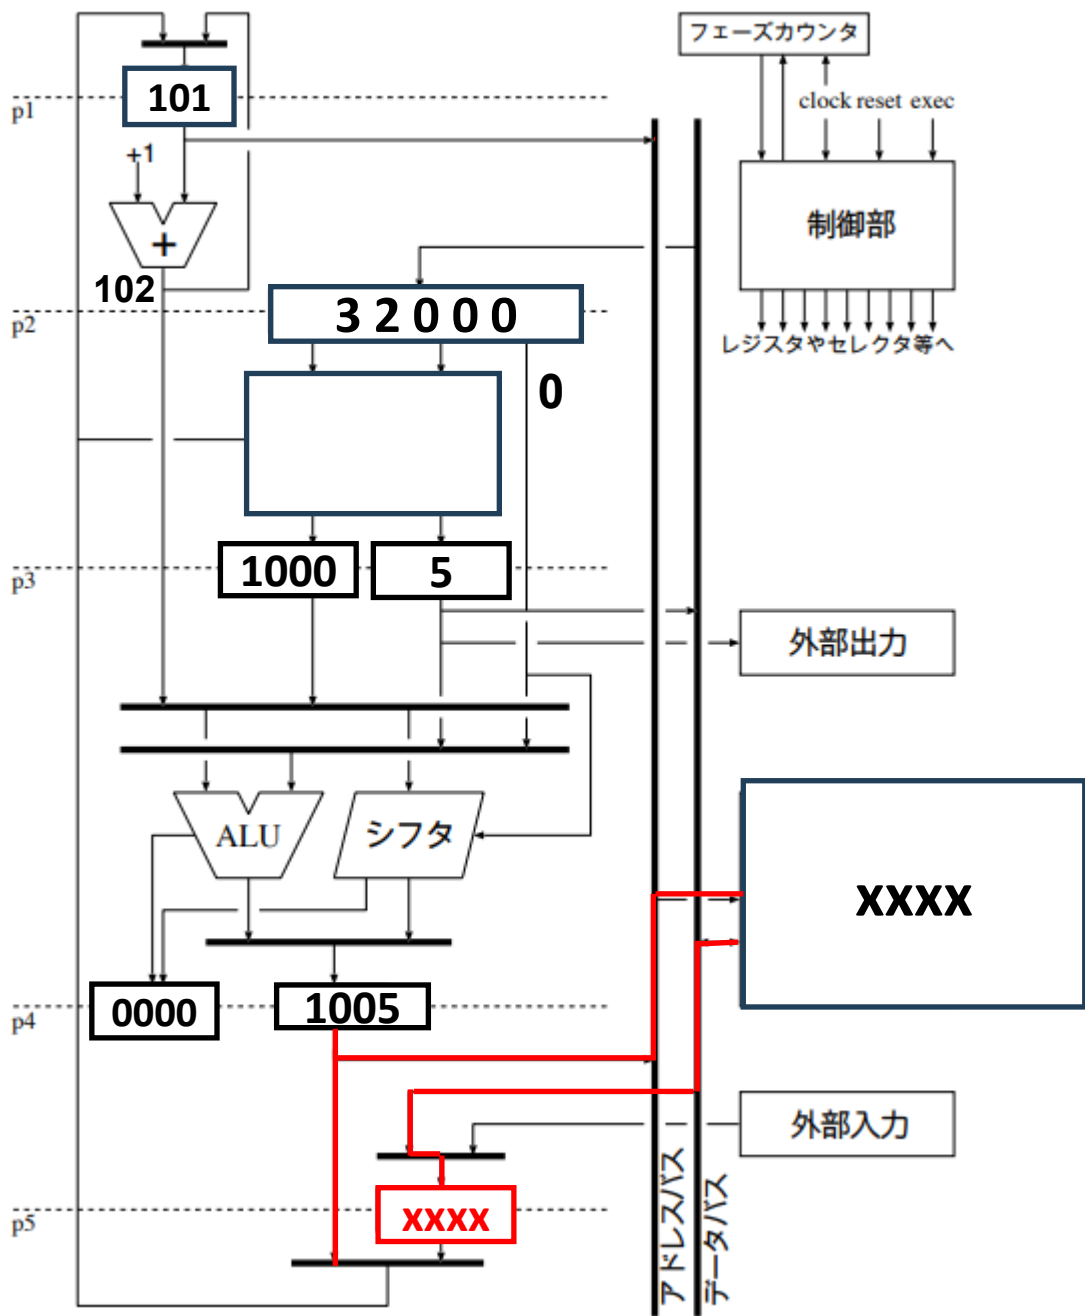 フェーズカウンタ
101
p1
clock reset exec
+1
制御部
+
102
3 2 0 0 0
p2
レジスタやセレクタ等へ
0
1000
5
p3
外部出力
ALU
シフタ
xxxx
0000
1005
p4
外部入力
アドレスバス
データバス
xxxx
p5